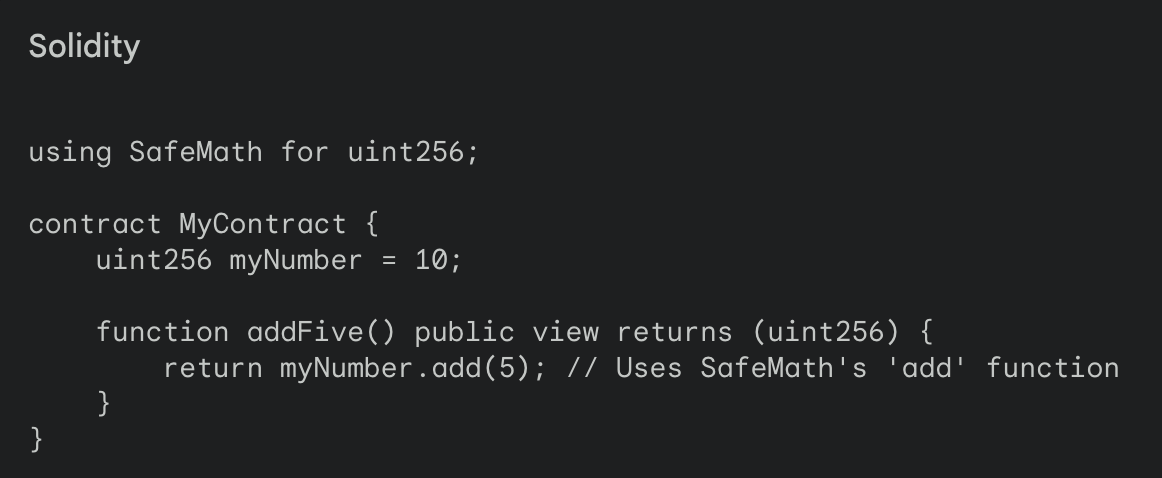 Solidity
using SafeMath for uint256;
contract MyContract {
    uint256 myNumber = 10;
    function addFive() public view returns (uint256) {
        return myNumber.add(5); // Uses SafeMath's 'add' function
    }
}